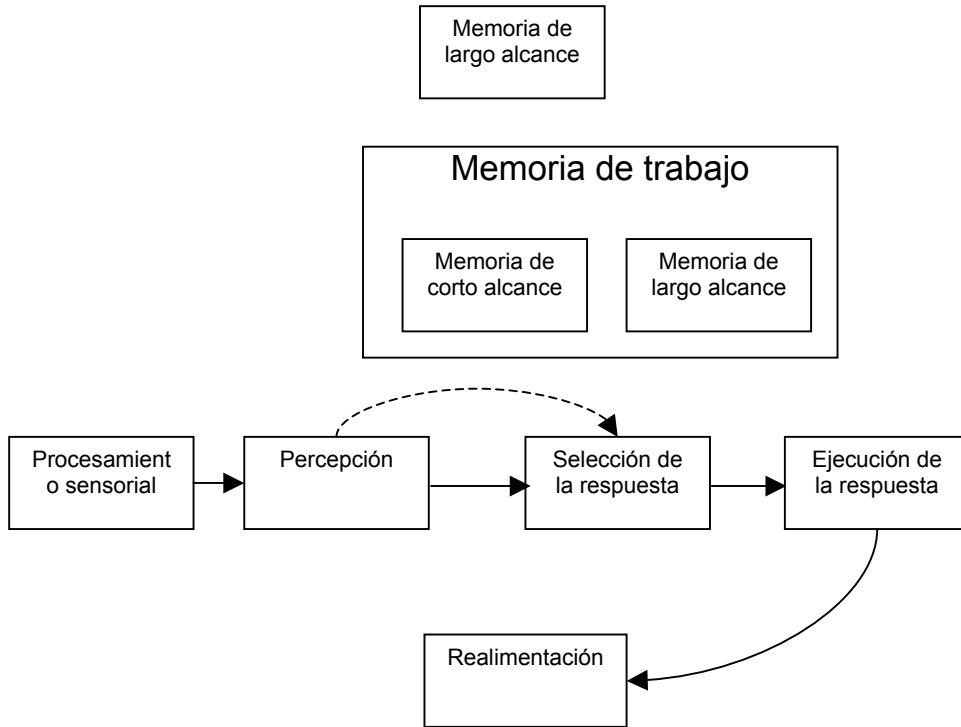 Memoria de
largo alcance
Memoria de trabajo
Memoria de
corto alcance
Memoria de
largo alcance
Procesamient
o sensorial
Percepción
Selección de
la respuesta
Ejecución de
la respuesta
Realimentación